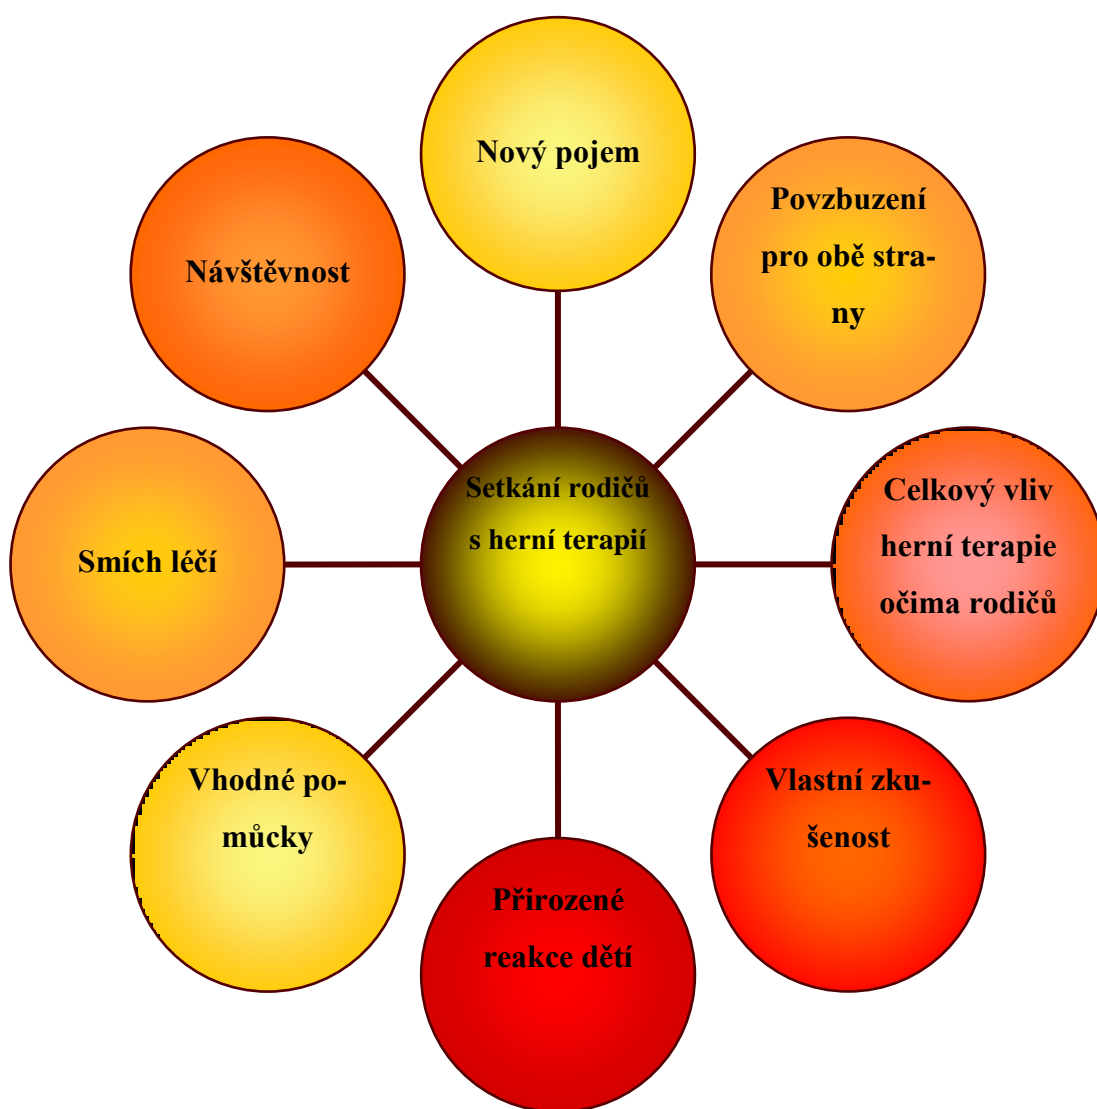 Nový pojem
Povzbuzení
pro obě stra-
ny
Celkový vliv
herní terapie
očima rodičů
Vlastní zku-
šenost
Přirozené
reakce dětí
Vhodné po-
můcky
Smích léčí
Návštěvnost
Setkání rodičů
s herní terapií